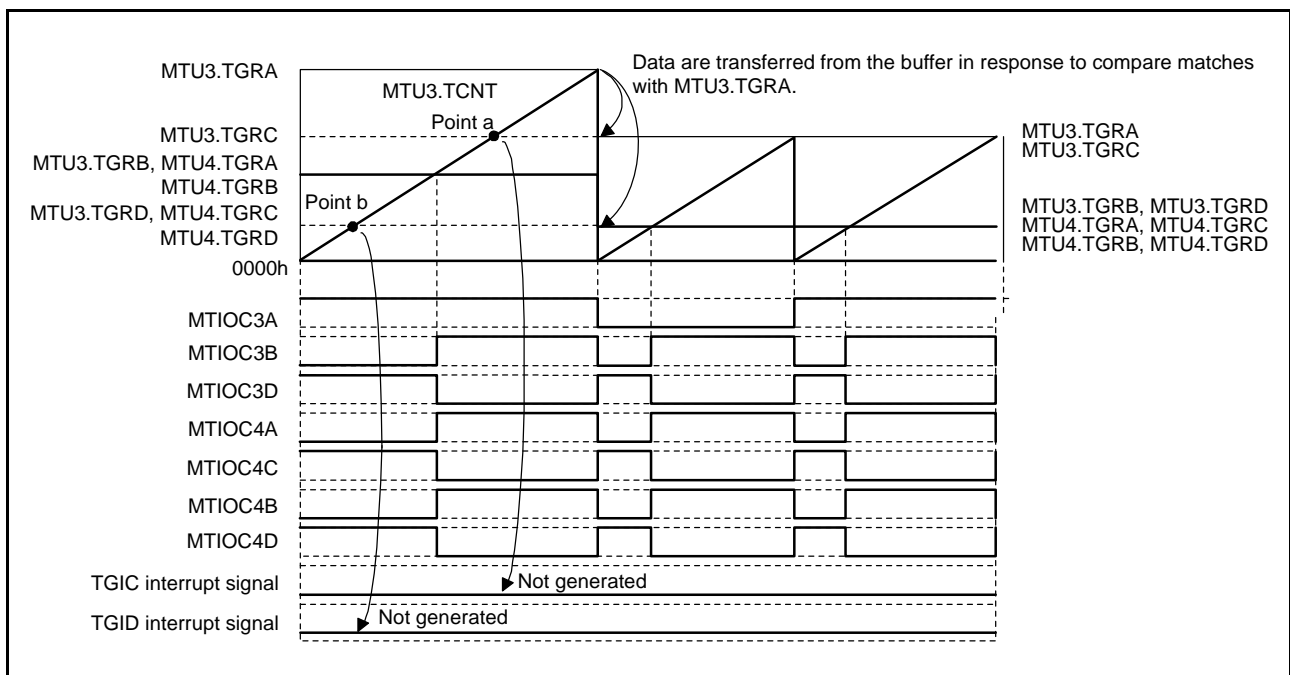 Data are transferred from the buffer in response to compare matches
with MTU3.TGRA.
MTU3.TGRA
MTU3.TCNT
Point a
MTU3.TGRC
MTU3.TGRB, MTU4.TGRA
MTU4.TGRB
Point b
MTU3.TGRD, MTU4.TGRC
MTU4.TGRD
0000h
MTU3.TGRA
MTU3.TGRC
MTU3.TGRB, MTU3.TGRD
MTU4.TGRA, MTU4.TGRC
MTU4.TGRB, MTU4.TGRD
MTIOC3A
MTIOC3B
MTIOC3D
MTIOC4A
MTIOC4C
MTIOC4B
MTIOC4D
TGIC interrupt signal
Not generated
TGID interrupt signal
Not generated